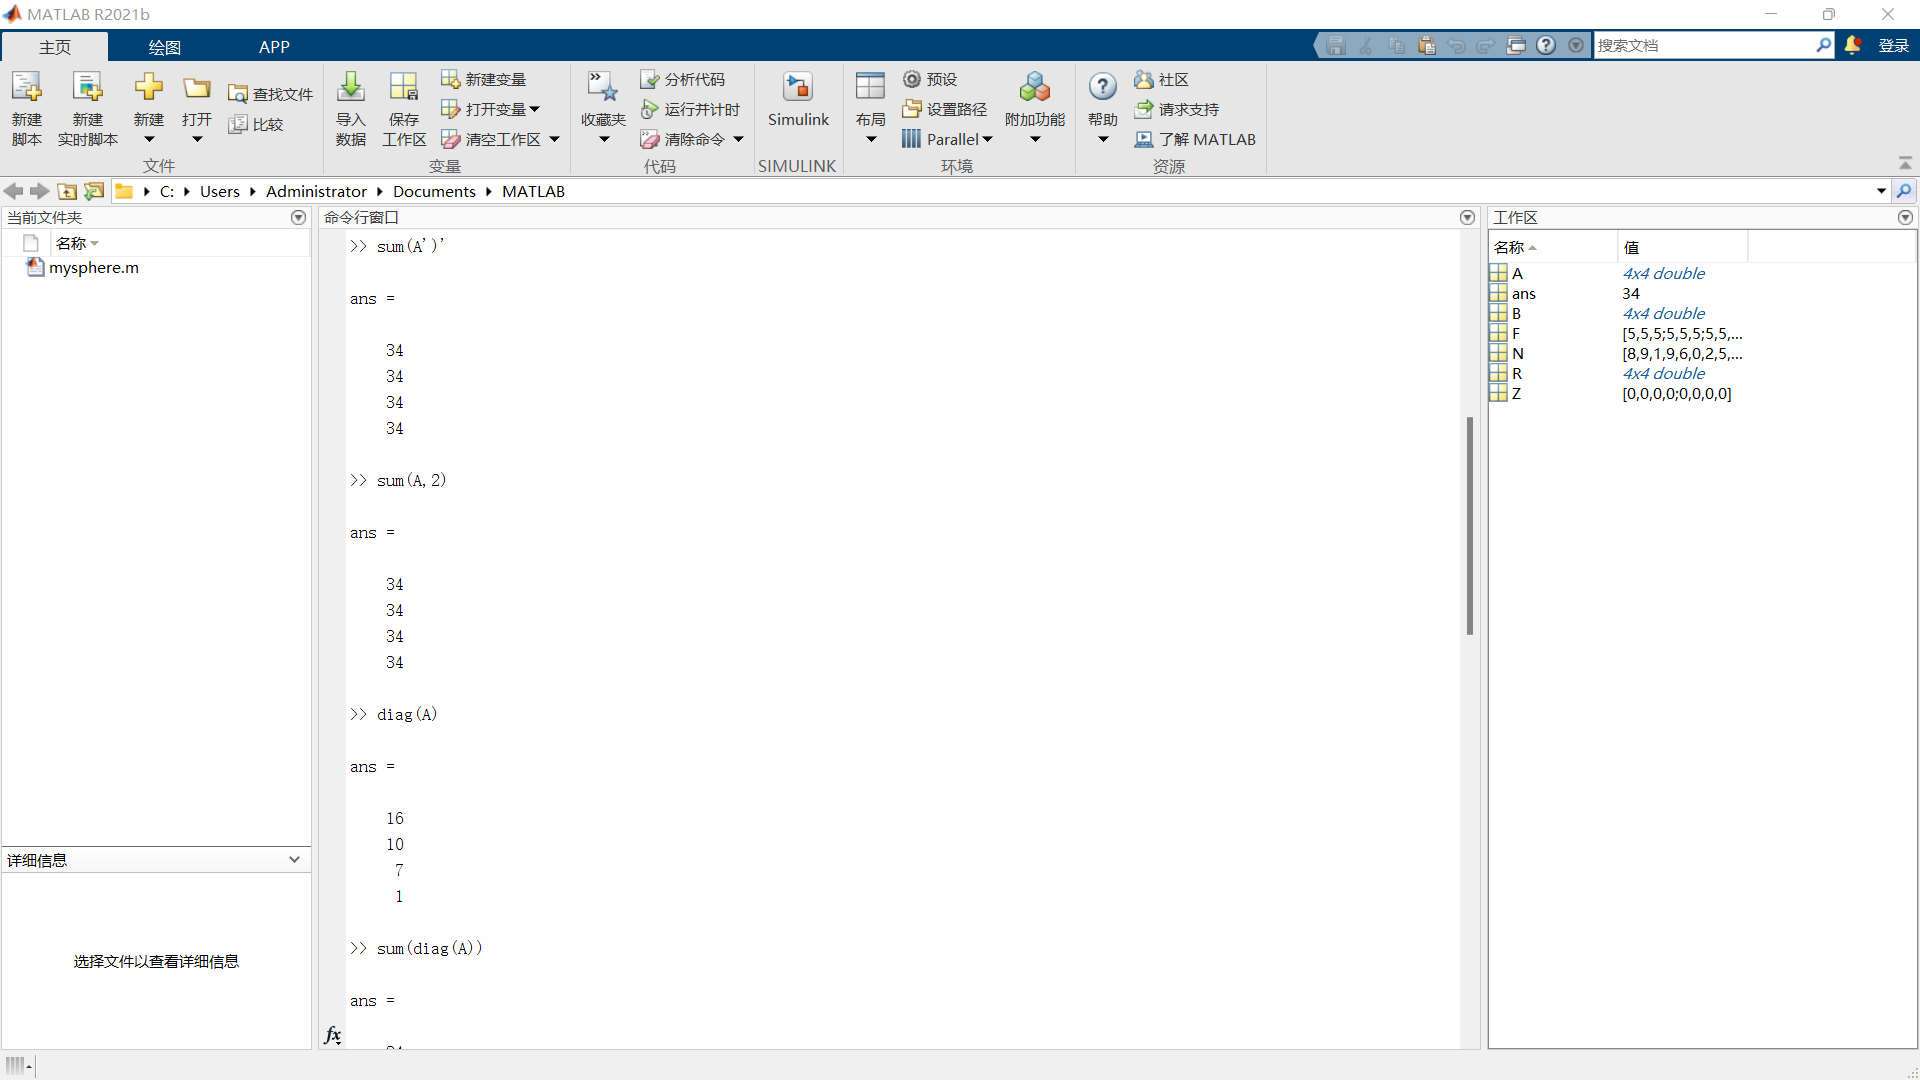 MATLAB R2021b
主页 绘图 APP
搜索文档 登录
新建脚本
新建实时脚本
新建
打开
查找文件
比较
文件
导入数据
保存工作区
新建变量
打开变量
清空工作区
变量
收藏夹
分析代码
运行并计时
清除命令
代码
Simulink
SIMULINK
布局
预设
设置路径
Parallel
附加功能
环境
帮助
社区
请求支持
了解 MATLAB
资源
C: Users Administrator Documents MATLAB
当前文件夹
名称
mysphere.m
详细信息
选择文件以查看详细信息
命令行窗口
>> sum(A')'
ans =
34
34
34
34
>> sum(A,2)
ans =
34
34
34
34
>> diag(A)
ans =
16
10
7
1
>> sum(diag(A))
ans =
fx
工作区
名称 值
A 4x4 double
ans 34
B 4x4 double
F [5,5,5;5,5,5;5,5,...
N [8,9,1,9,6,0,2,5,...
R 4x4 double
Z [0,0,0,0;0,0,0,0]